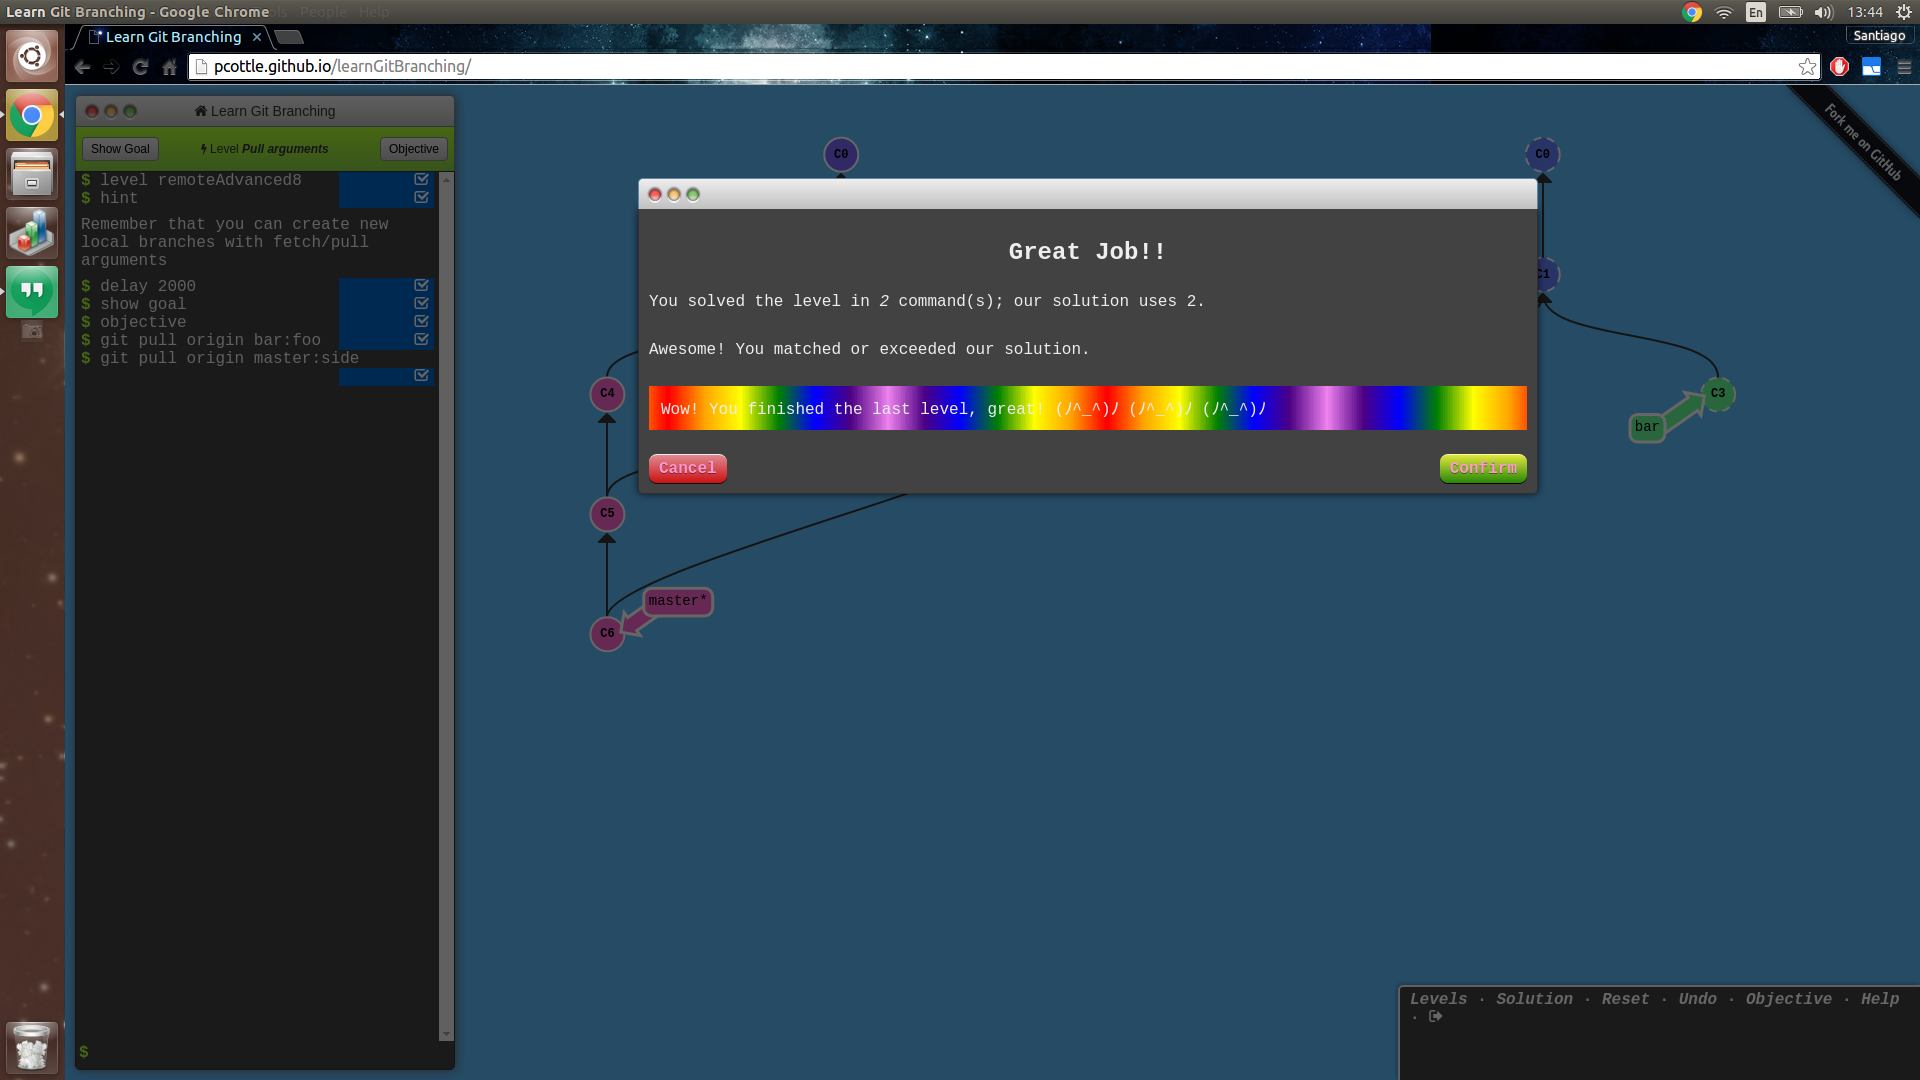 Learn Git Branching - Google Chrome
People Help
En 13:44
Learn Git Branching ×
Santiago
pcottle.github.io/learnGitBranching/
Learn Git Branching
Show Goal
Level Pull arguments
Objective
$ level remoteAdvanced8
$ hint
Remember that you can create new
local branches with fetch/pull
arguments
$ delay 2000
$ show goal
$ objective
$ git pull origin bar:foo
$ git pull origin master:side
$
C0
C4
C5
C6
master*
Great Job!!
You solved the level in 2 command(s); our solution uses 2.
Awesome! You matched or exceeded our solution.
Wow! You finished the last level, great! (ﾉ^_^)ﾉ (ﾉ^_^)ﾉ (ﾉ^_^)ﾉ
Cancel
Confirm
C0
C1
C3
bar
Fork me on GitHub
Levels · Solution · Reset · Undo · Objective · Help
·